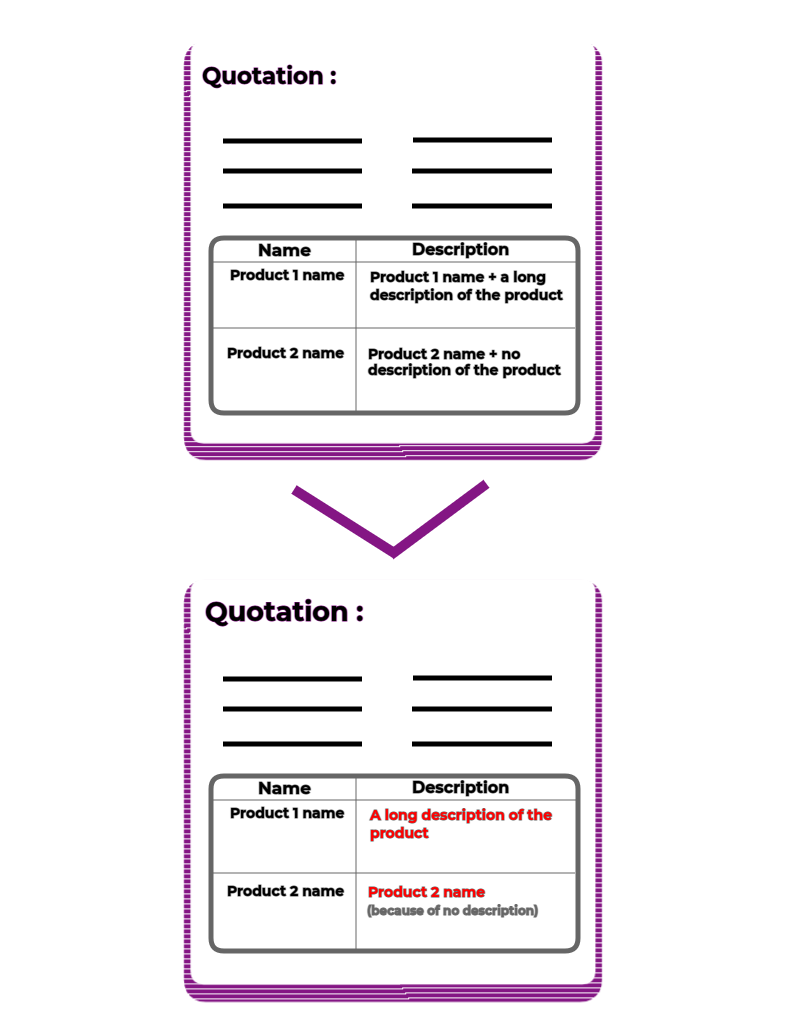 Quotation :
Name Description
Product 1 name Product 1 name + a long
description of the product
Product 2 name Product 2 name + no
description of the product
Quotation :
Name Description
Product 1 name A long description of the
product
Product 2 name Product 2 name
(because of no description)